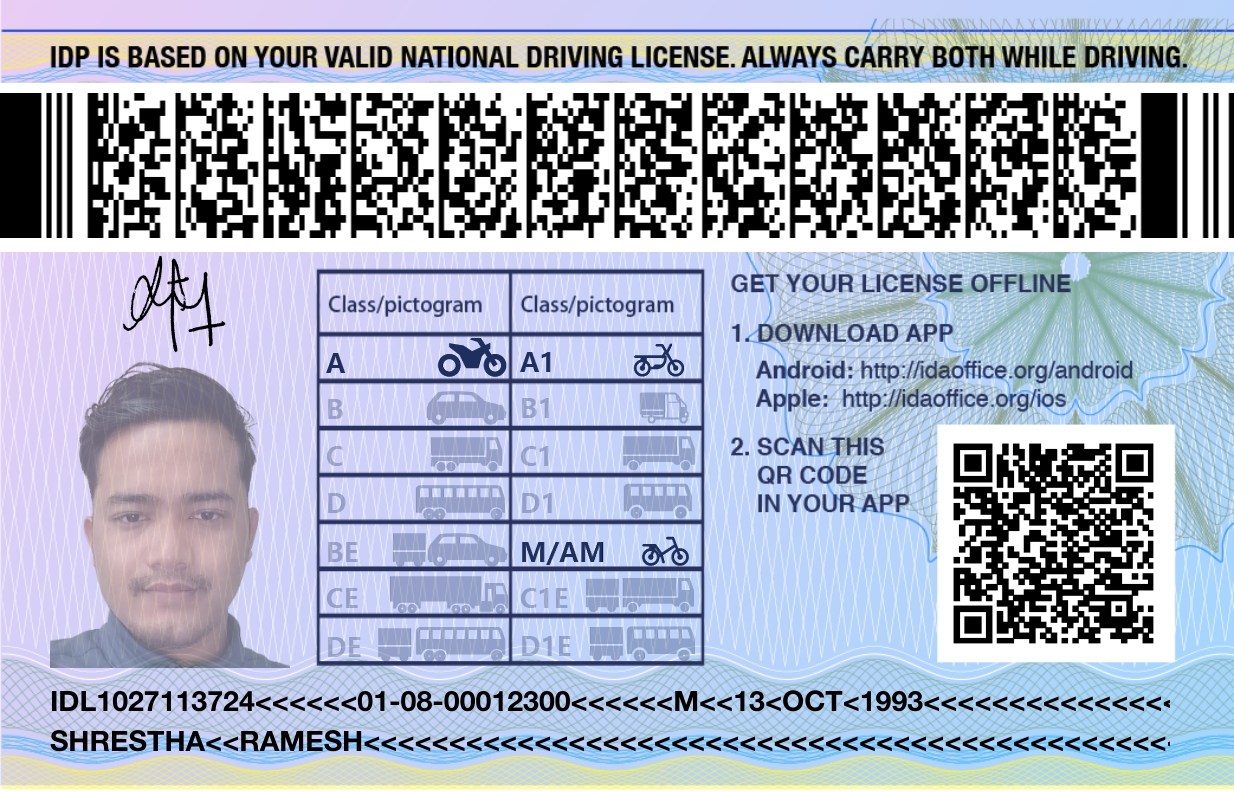 IDP IS BASED ON YOUR VALID NATIONAL DRIVING LICENSE. ALWAYS CARRY BOTH WHILE DRIVING.
Class/pictogram Class/pictogram
A A1
B B1
C C1
D D1
BE M/AM
CE C1E
DE D1E
GET YOUR LICENSE OFFLINE
1. DOWNLOAD APP
Android: http://idaoffice.org/android
Apple: http://idaoffice.org/ios
2. SCAN THIS
QR CODE
IN YOUR APP
IDL1027113724<<<<<<01-08-00012300<<<<<<M<<13<OCT<1993<<<<<<<<<<<<<<<
SHRESTHA<<RAMESH<<<<<<<<<<<<<<<<<<<<<<<<<<<<<<<<<<<<<<<<<<<<<<<<